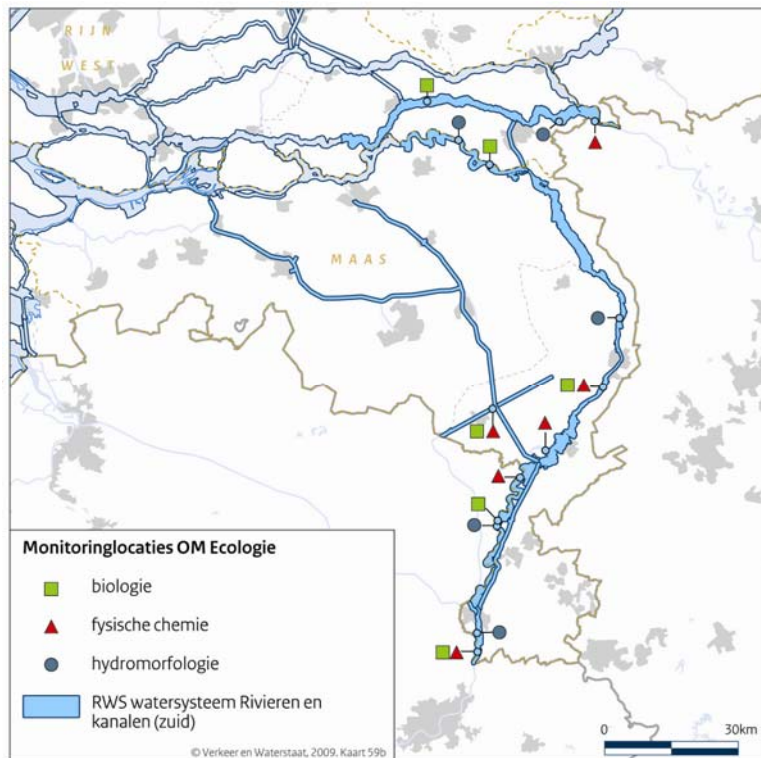 RIJN
WEST
MAAS
Monitoringlocaties OM Ecologie
biologie
fysische chemie
hydromorfologie
RWS watersysteem Rivieren en
kanalen (zuid)
© Verkeer en Waterstaat, 2009. Kaart 59b
0 30km